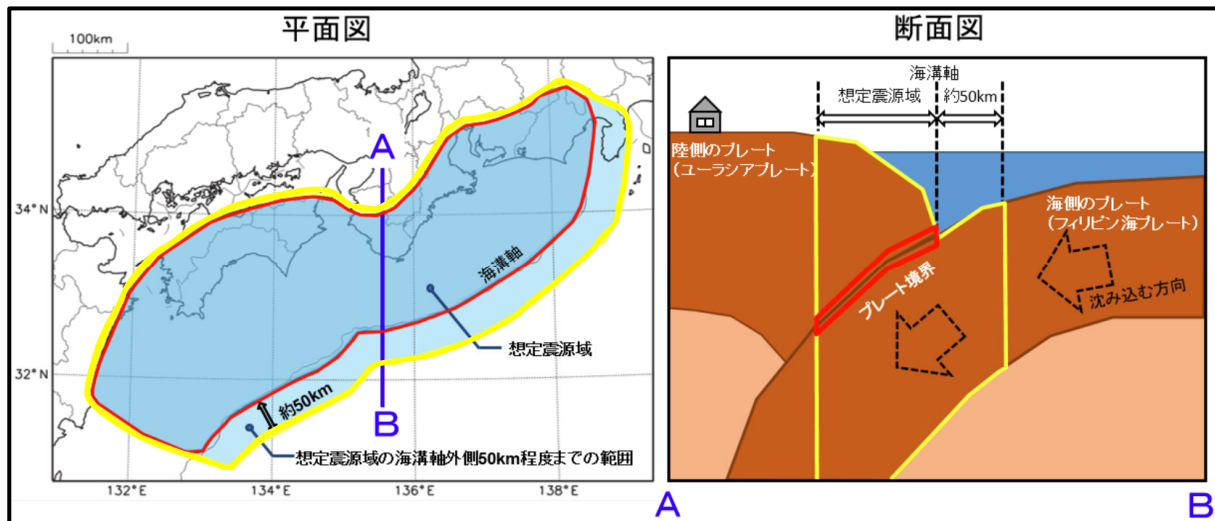 平面図
100km
A
34°N
海溝軸
想定震源域
32°N
約50km
B
想定震源域の海溝軸外側50km程度までの範囲
132°E
134°E
136°E
138°E
断面図
海溝軸
想定震源域
約50km
陸側のプレート
(ユーラシアプレート)
海側のプレート
(フィリピン海プレート)
プレート境界
沈み込む方向
A
B